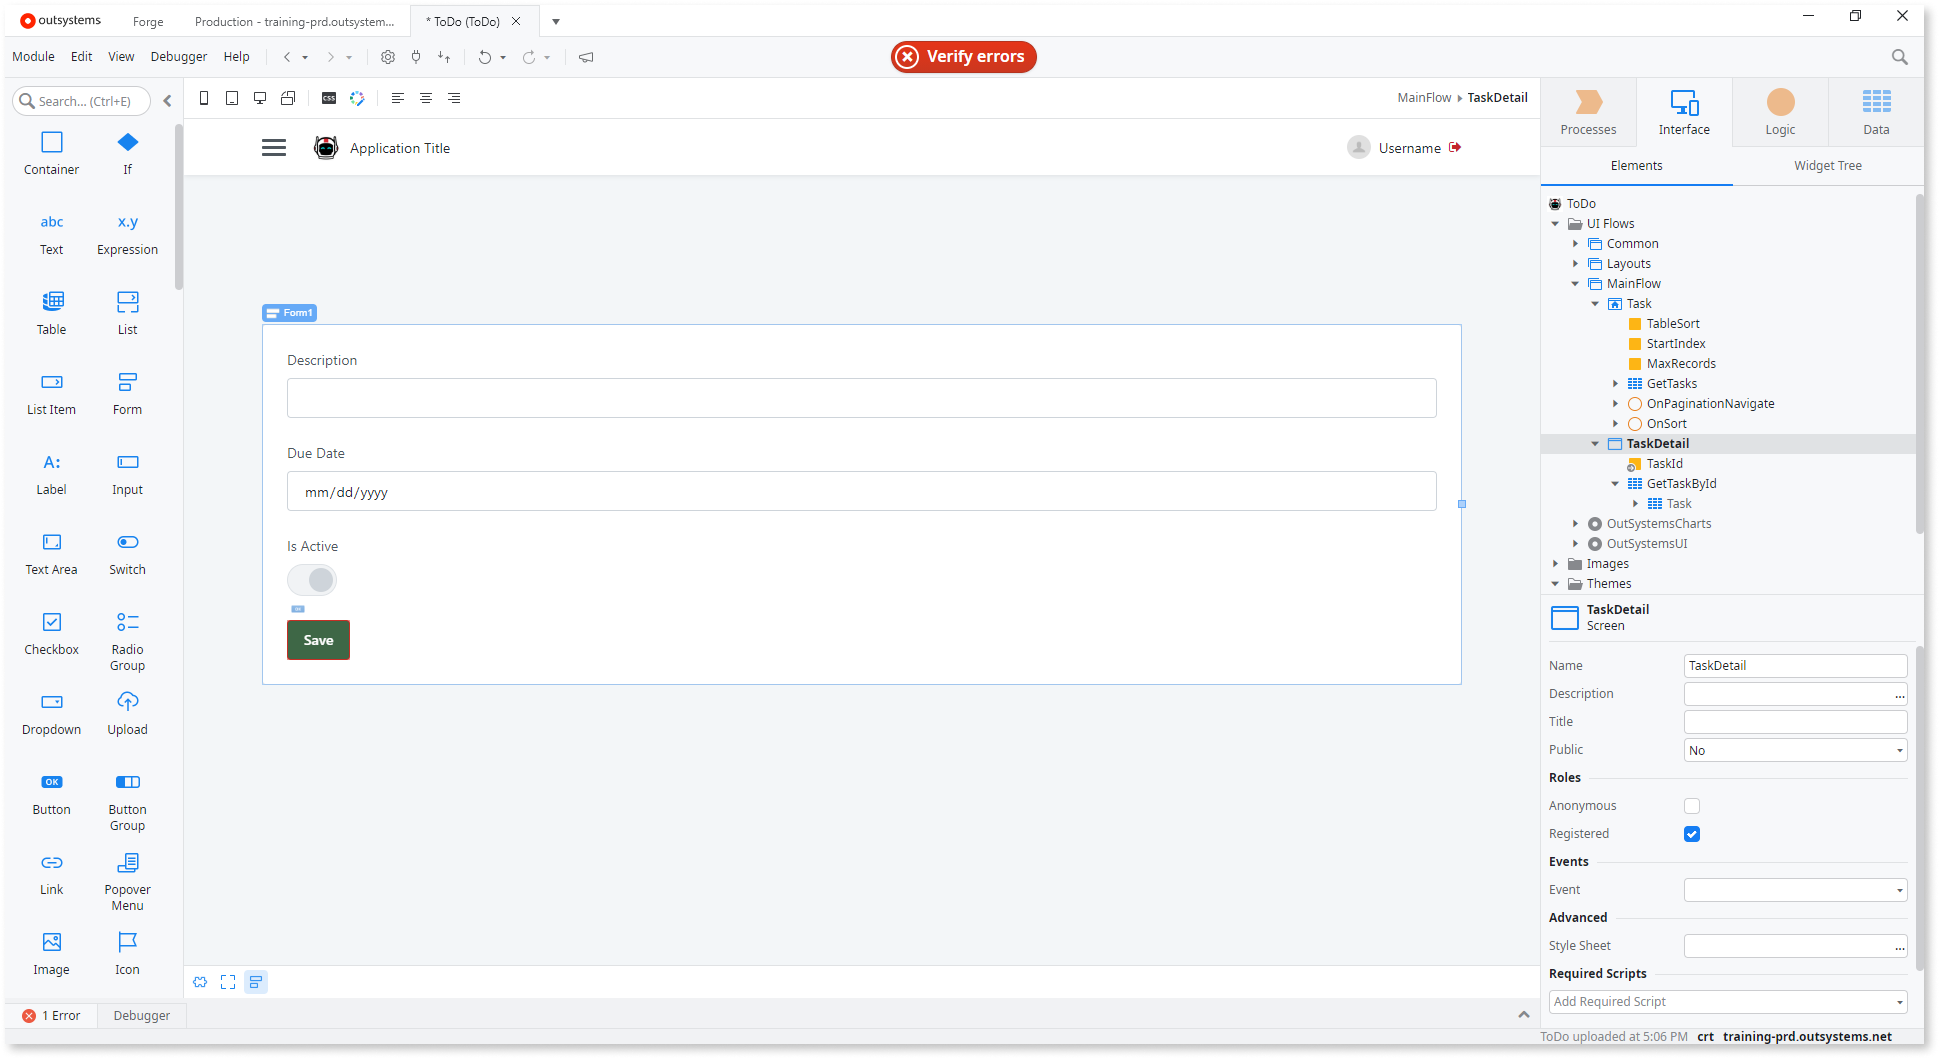 outsystems
Forge
Production - training-prd.outsystem...
* ToDo (ToDo)
Module Edit View Debugger Help
Verify errors
Search... (Ctrl+E)
CSS
MainFlow TaskDetail
Container If
abc x.y
Text Expression
Table List
List Item Form
A:
Label Input
Text Area Switch
Checkbox Radio Group
Dropdown Upload
OK
Button Button Group
Link Popover Menu
Image Icon
Application Title
Username
Form1
Description
Due Date
mm/dd/yyyy
Is Active
Save
Processes Interface Logic Data
Elements Widget Tree
ToDo
UI Flows
Common
Layouts
MainFlow
Task
TableSort
StartIndex
MaxRecords
GetTasks
OnPaginationNavigate
OnSort
TaskDetail
TaskId
GetTaskById
Task
OutSystemsCharts
OutSystemsUI
Images
Themes
TaskDetail
Screen
Name TaskDetail
Description ...
Title
Public No
Roles
Anonymous
Registered
Events
Event
Advanced
Style Sheet ...
Required Scripts
Add Required Script
1 Error Debugger
ToDo uploaded at 5:06 PM crt training-prd.outsystems.net